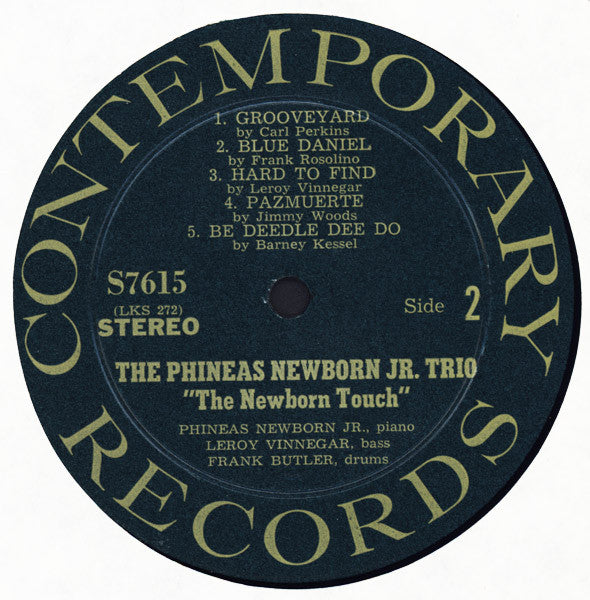 CONTEMPORARY
1. GROOVEYARD
by Carl Perkins
2. BLUE DANIEL
by Frank Rosolino
3. HARD TO FIND
by Leroy Vinnegar
4. PAZMUERTE
by Jimmy Woods
5. BE DEEDLE DEE DO
by Barney Kessel
S7615
(LKS 272)
STEREO
Side 2
THE PHINEAS NEWBORN JR. TRIO
"The Newborn Touch"
PHINEAS NEWBORN JR., piano
LEROY VINNEGAR, bass
FRANK BUTLER, drums
RECORDS